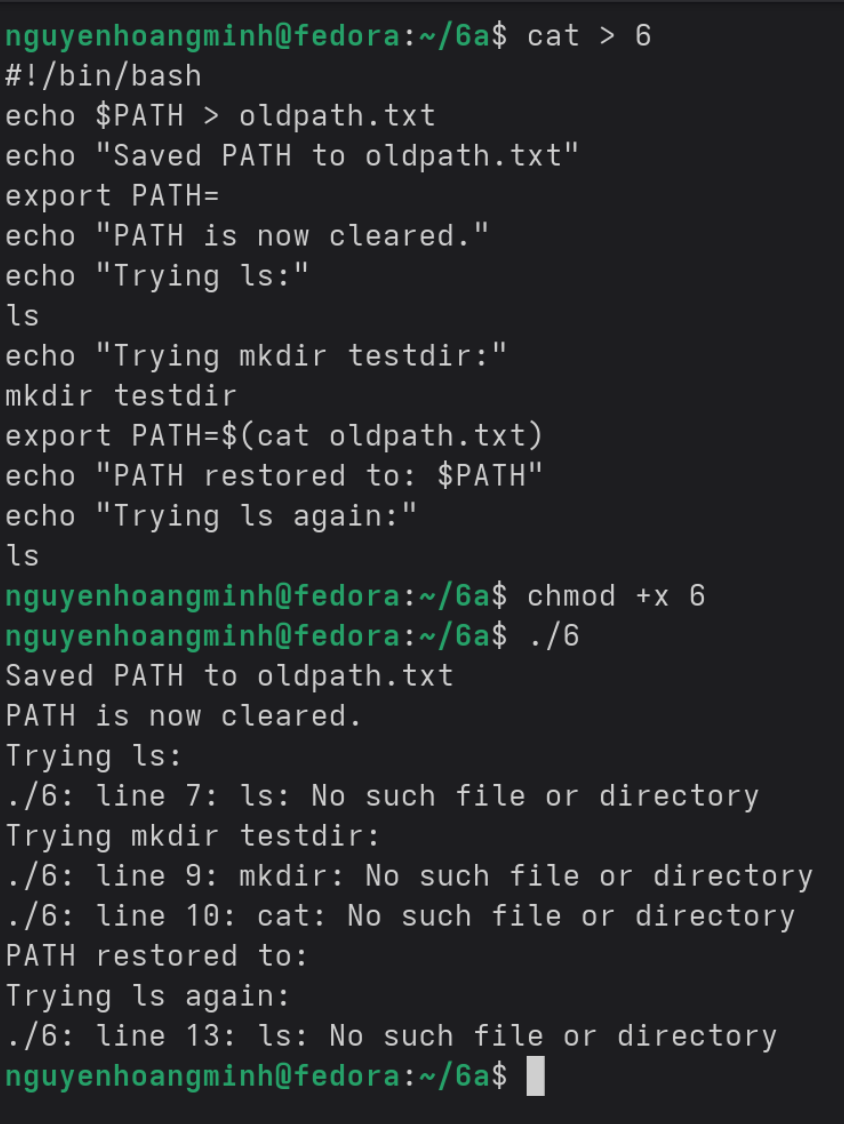 nguyenhoangminh@fedora:~/6a$ cat > 6
#!/bin/bash
echo $PATH > oldpath.txt
echo "Saved PATH to oldpath.txt"
export PATH=
echo "PATH is now cleared."
echo "Trying ls:"
ls
echo "Trying mkdir testdir:"
mkdir testdir
export PATH=$(cat oldpath.txt)
echo "PATH restored to: $PATH"
echo "Trying ls again:"
ls
nguyenhoangminh@fedora:~/6a$ chmod +x 6
nguyenhoangminh@fedora:~/6a$ ./6
Saved PATH to oldpath.txt
PATH is now cleared.
Trying ls:
./6: line 7: ls: No such file or directory
Trying mkdir testdir:
./6: line 9: mkdir: No such file or directory
./6: line 10: cat: No such file or directory
PATH restored to:
Trying ls again:
./6: line 13: ls: No such file or directory
nguyenhoangminh@fedora:~/6a$